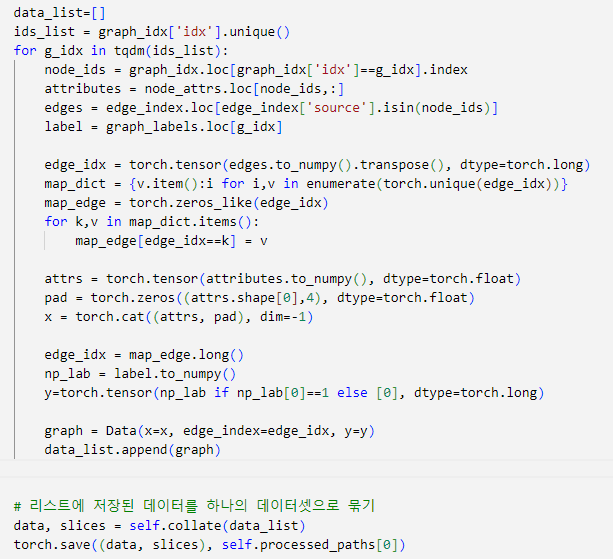 data_list=[]
ids_list = graph_idx['idx'].unique()
for g_idx in tqdm(ids_list):
    node_ids = graph_idx.loc[graph_idx['idx']==g_idx].index
    attributes = node_attrs.loc[node_ids,:]
    edges = edge_index.loc[edge_index['source'].isin(node_ids)]
    label = graph_labels.loc[g_idx]

    edge_idx = torch.tensor(edges.to_numpy().transpose(), dtype=torch.long)
    map_dict = {v.item():i for i,v in enumerate(torch.unique(edge_idx))}
    map_edge = torch.zeros_like(edge_idx)
    for k,v in map_dict.items():
        map_edge[edge_idx==k] = v

    attrs = torch.tensor(attributes.to_numpy(), dtype=torch.float)
    pad = torch.zeros((attrs.shape[0],4), dtype=torch.float)
    x = torch.cat((attrs, pad), dim=-1)

    edge_idx = map_edge.long()
    np_lab = label.to_numpy()
    y=torch.tensor(np_lab if np_lab[0]==1 else [0], dtype=torch.long)

    graph = Data(x=x, edge_index=edge_idx, y=y)
    data_list.append(graph)

# 리스트에 저장된 데이터를 하나의 데이터셋으로 묶기
data, slices = self.collate(data_list)
torch.save((data, slices), self.processed_paths[0])